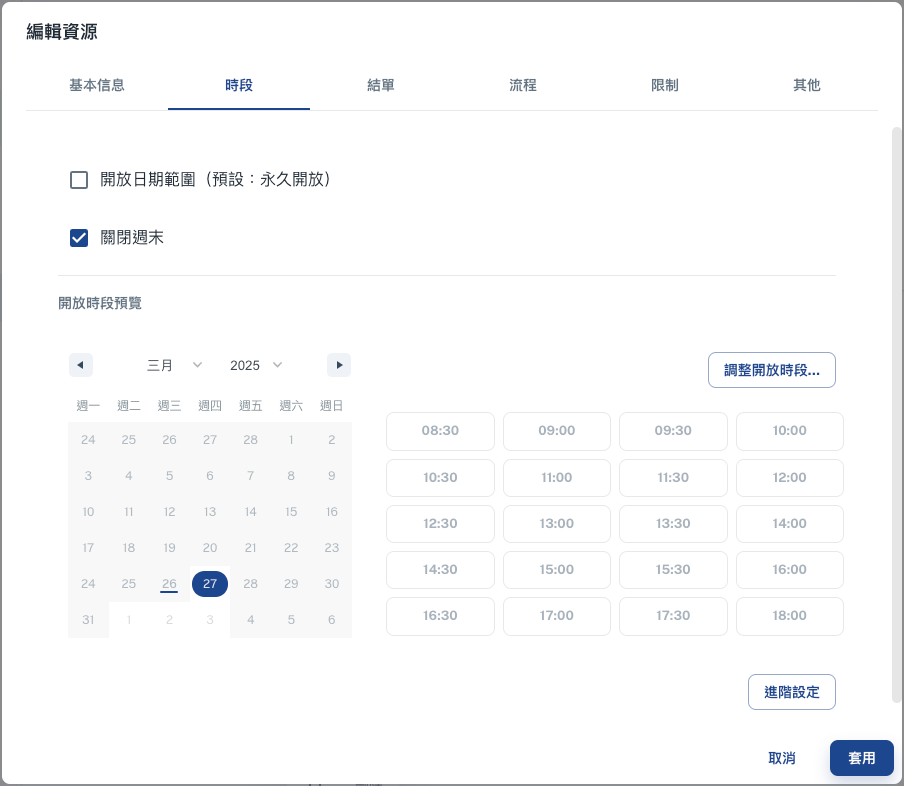 編輯資源
基本信息 時段 結單 流程 限制 其他
開放日期範圍（預設：永久開放）
關閉週末
開放時段預覽
三月 2025
調整開放時段...
週一 週二 週三 週四 週五 週六 週日
24 25 26 27 28 1 2
3 4 5 6 7 8 9
10 11 12 13 14 15 16
17 18 19 20 21 22 23
24 25 26 27 28 29 30
31 1 2 3 4 5 6
08:30 09:00 09:30 10:00
10:30 11:00 11:30 12:00
12:30 13:00 13:30 14:00
14:30 15:00 15:30 16:00
16:30 17:00 17:30 18:00
進階設定
取消 套用